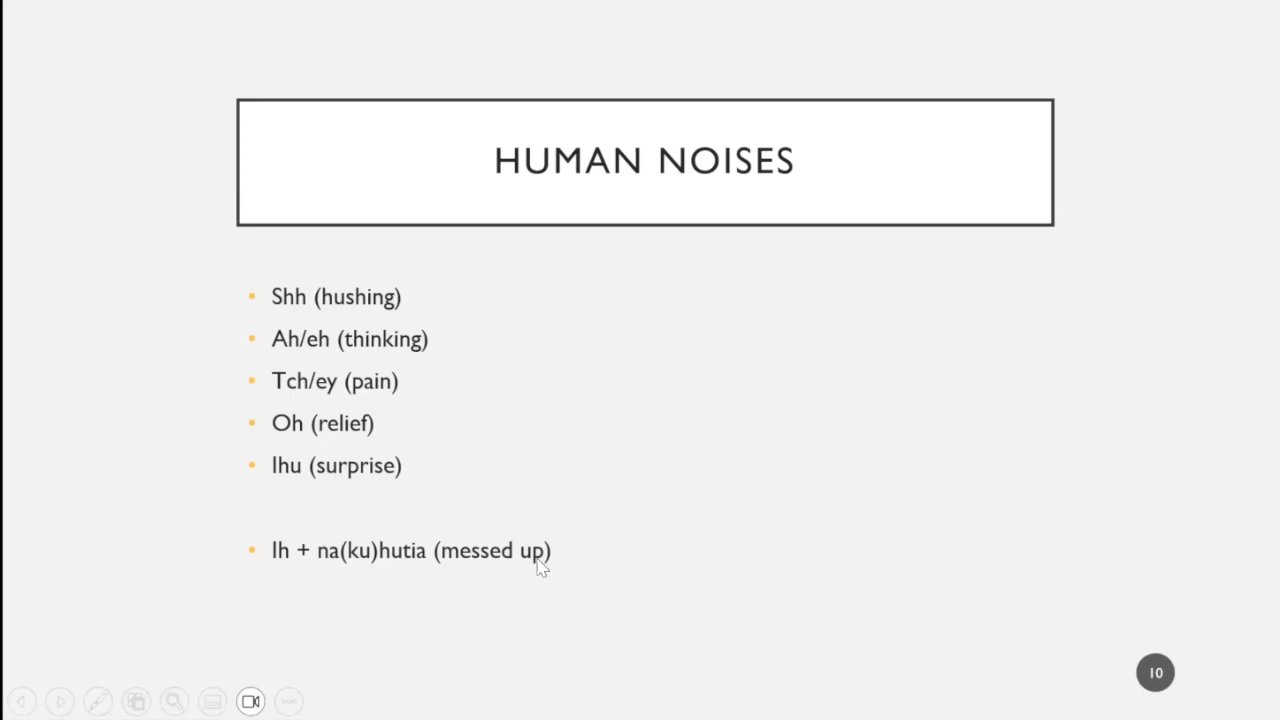 HUMAN NOISES
Shh (hushing)
Ah/eh (thinking)
Tch/ey (pain)
Oh (relief)
Ihu (surprise)
Ih + na(ku)hutia (messed up)
10